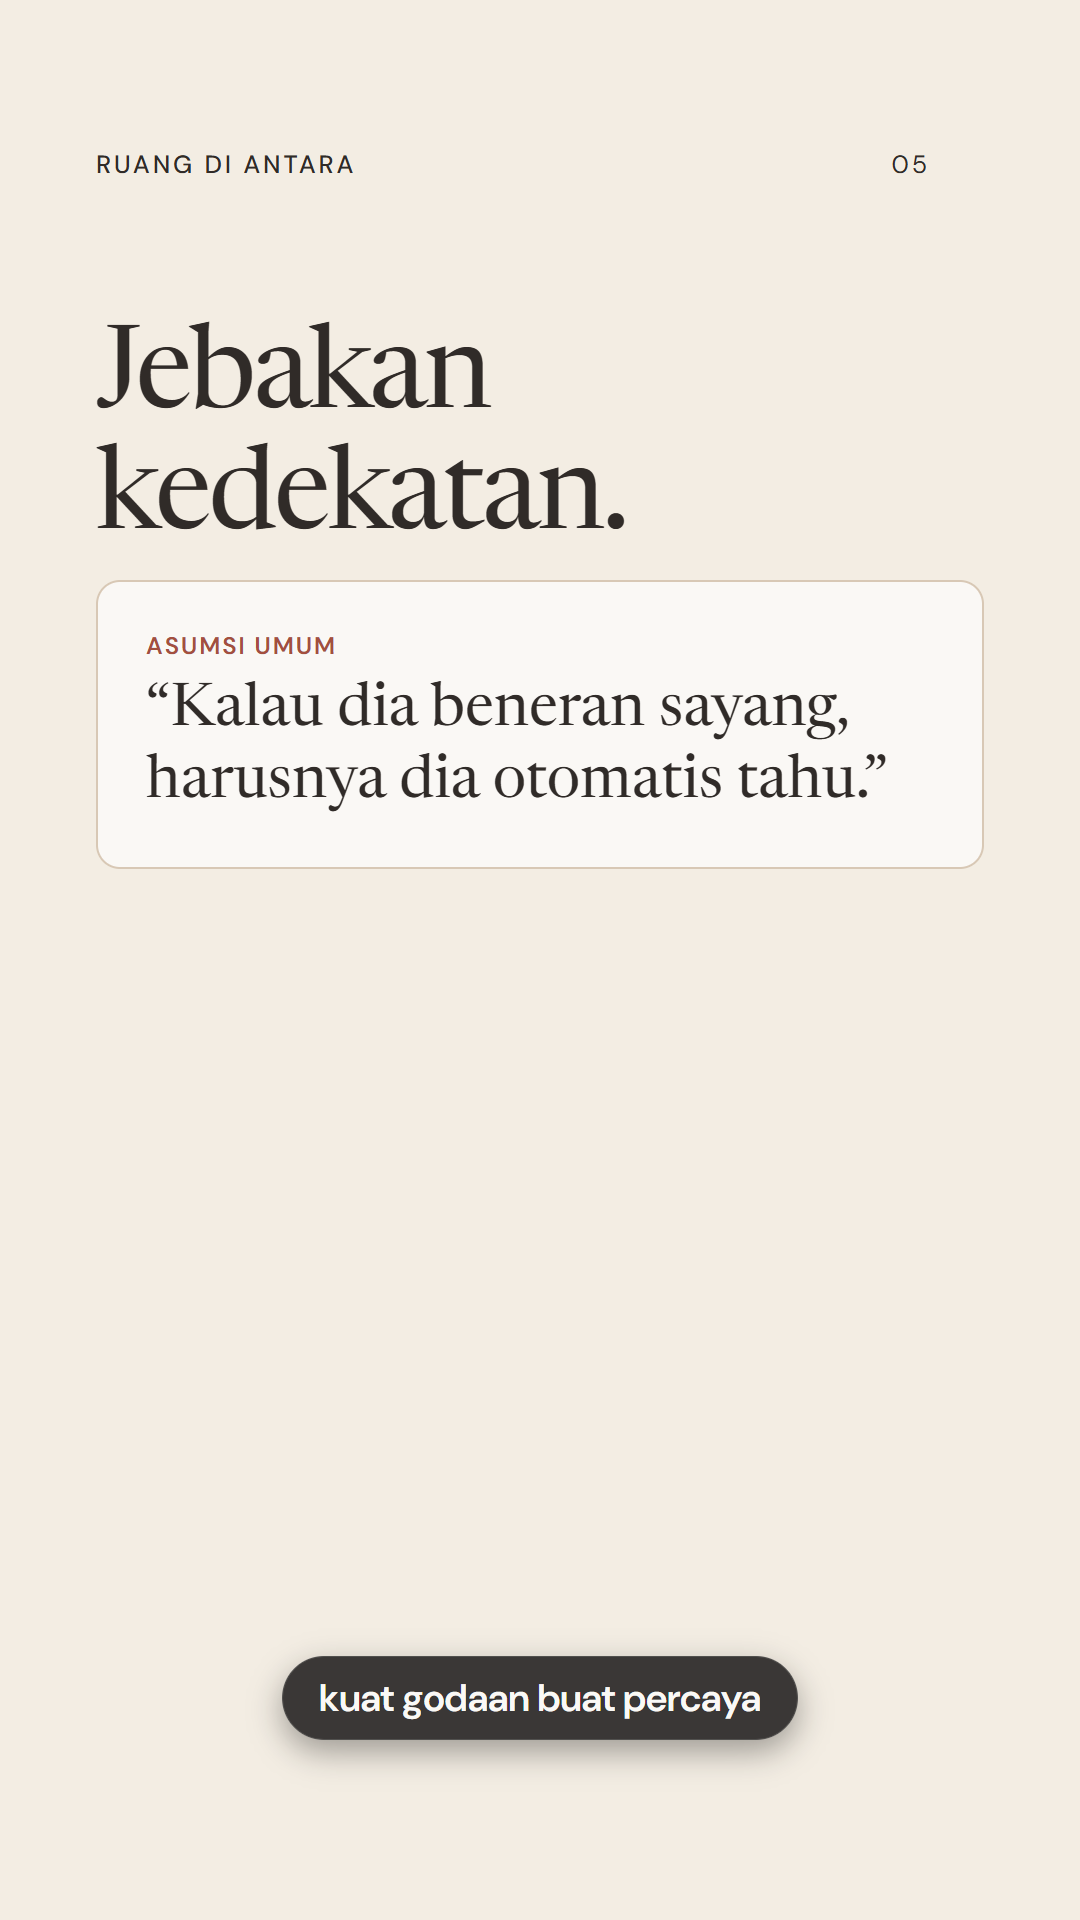 RUANG DI ANTARA
05
Jebakan
kedekatan.
ASUMSI UMUM
“Kalau dia beneran sayang,
harusnya dia otomatis tahu.”
kuat godaan buat percaya